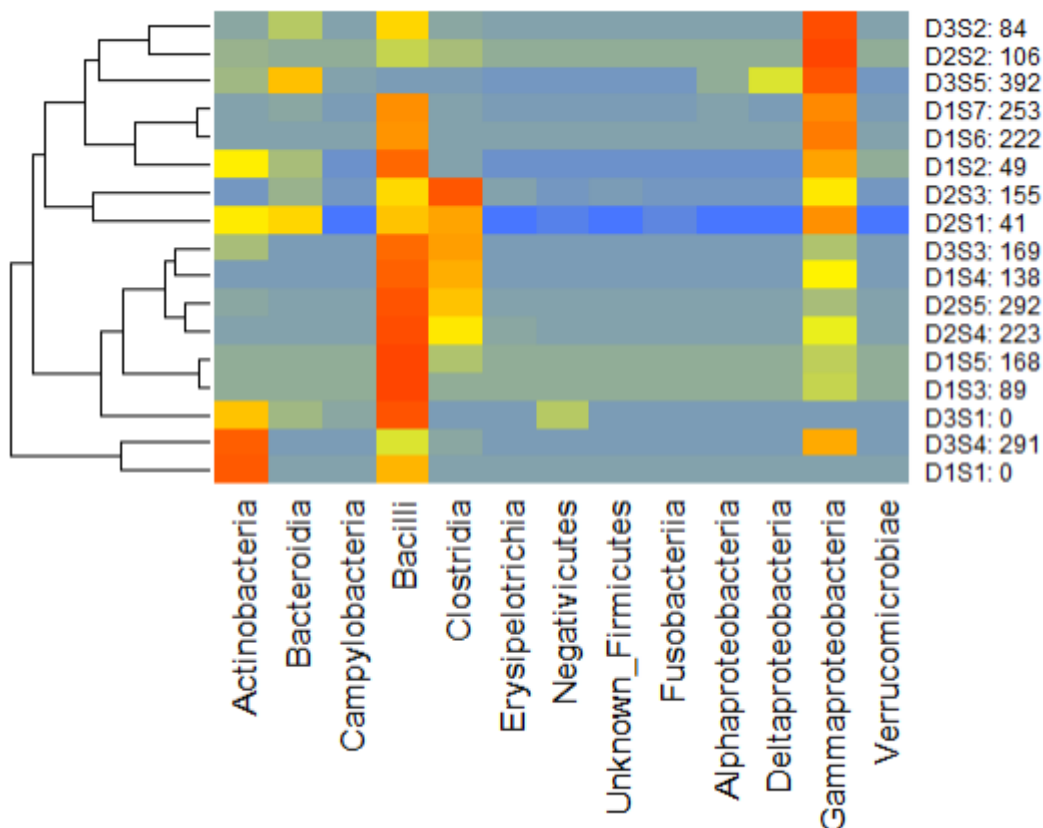 D3S2: 84
D2S2: 106
D3S5: 392
D1S7: 253
D1S6: 222
D1S2: 49
D2S3: 155
D2S1: 41
D3S3: 169
D1S4: 138
D2S5: 292
D2S4: 223
D1S5: 168
D1S3: 89
D3S1: 0
D3S4: 291
D1S1: 0
Actinobacteria
Bacteroidia
Campylobacteria
Bacilli
Clostridia
Erysipelotrichia
Negativicutes
Unknown_Firmicutes
Fusobacteriia
Alphaproteobacteria
Deltaproteobacteria
Gammaproteobacteria
Verrucomicrobiae